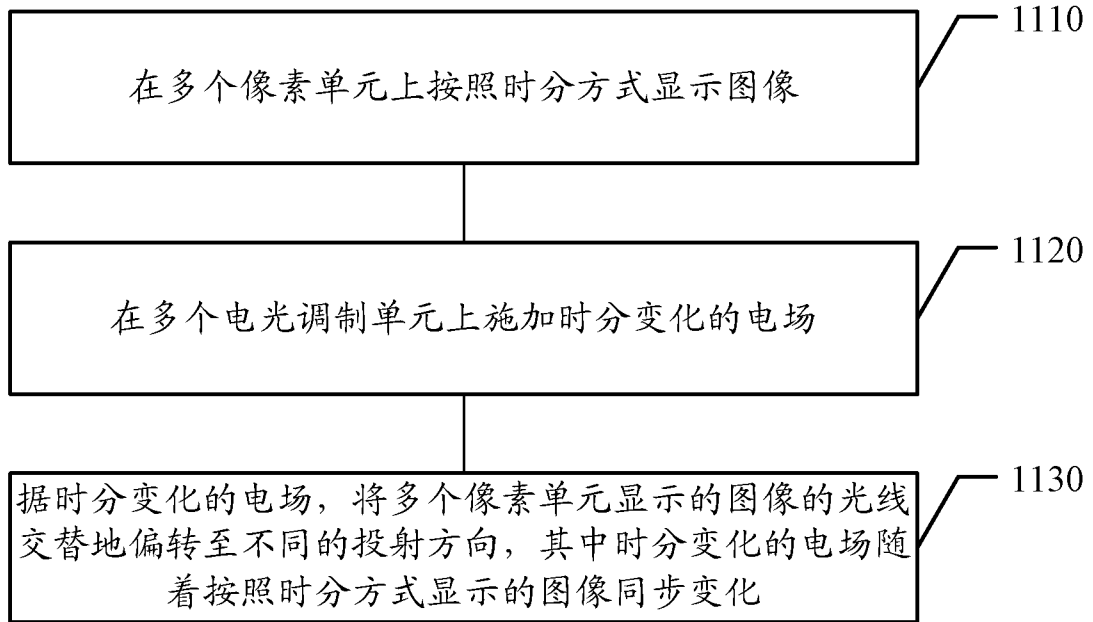 1110
在多个像素单元上按照时分方式显示图像
1120
在多个电光调制单元上施加时分变化的电场
1130
据时分变化的电场，将多个像素单元显示的图像的光线
交替地偏转至不同的投射方向，其中时分变化的电场随
着按照时分方式显示的图像同步变化